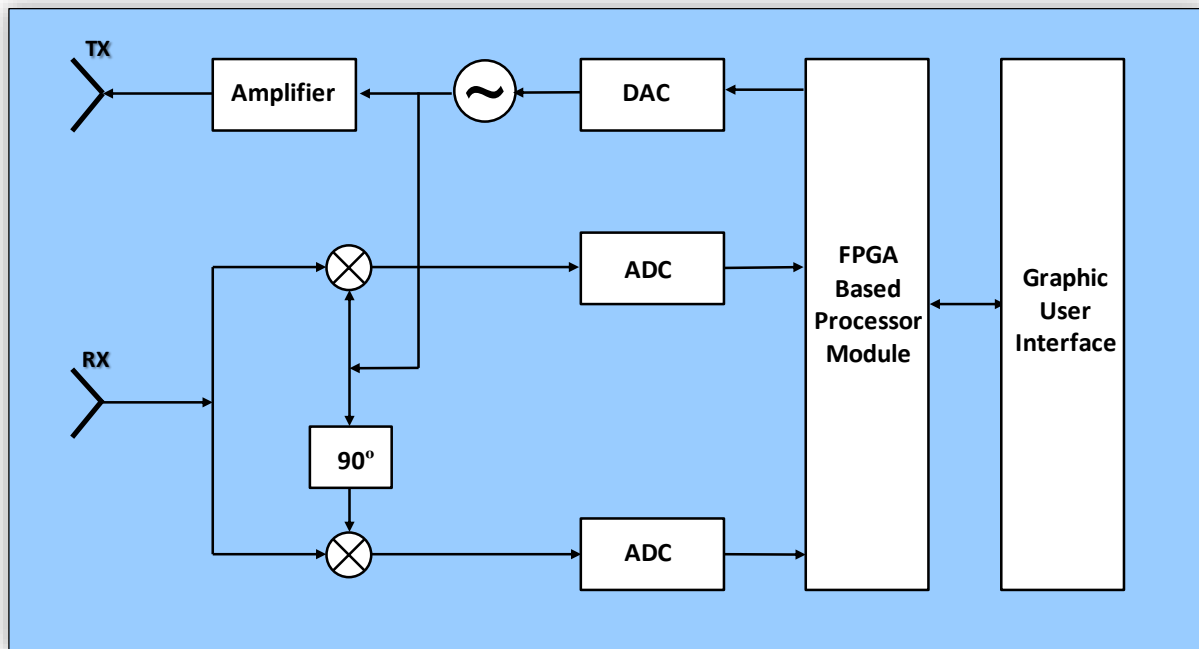 TX
Amplifier
~
DAC
ADC
FPGA
Based
Processor
Module
Graphic
User
Interface
RX
90º
ADC